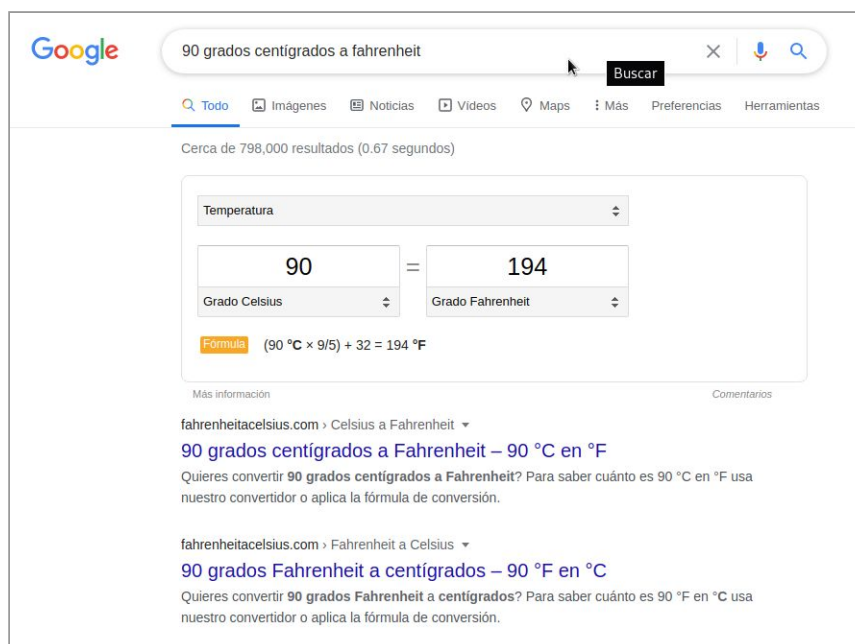 Google
90 grados centígrados a fahrenheit
Buscar
Todo Imágenes Noticias Vídeos Maps Más Preferencias Herramientas
Cerca de 798,000 resultados (0.67 segundos)
Temperatura
90 = 194
Grado Celsius Grado Fahrenheit
Fórmula (90 °C × 9/5) + 32 = 194 °F
Más información Comentarios
fahrenheitacelsius.com › Celsius a Fahrenheit
90 grados centígrados a Fahrenheit – 90 °C en °F
Quieres convertir 90 grados centígrados a Fahrenheit? Para saber cuánto es 90 °C en °F usa
nuestro convertidor o aplica la fórmula de conversión.
fahrenheitacelsius.com › Fahrenheit a Celsius
90 grados Fahrenheit a centígrados – 90 °F en °C
Quieres convertir 90 grados Fahrenheit a centígrados? Para saber cuánto es 90 °F en °C usa
nuestro convertidor o aplica la fórmula de conversión.